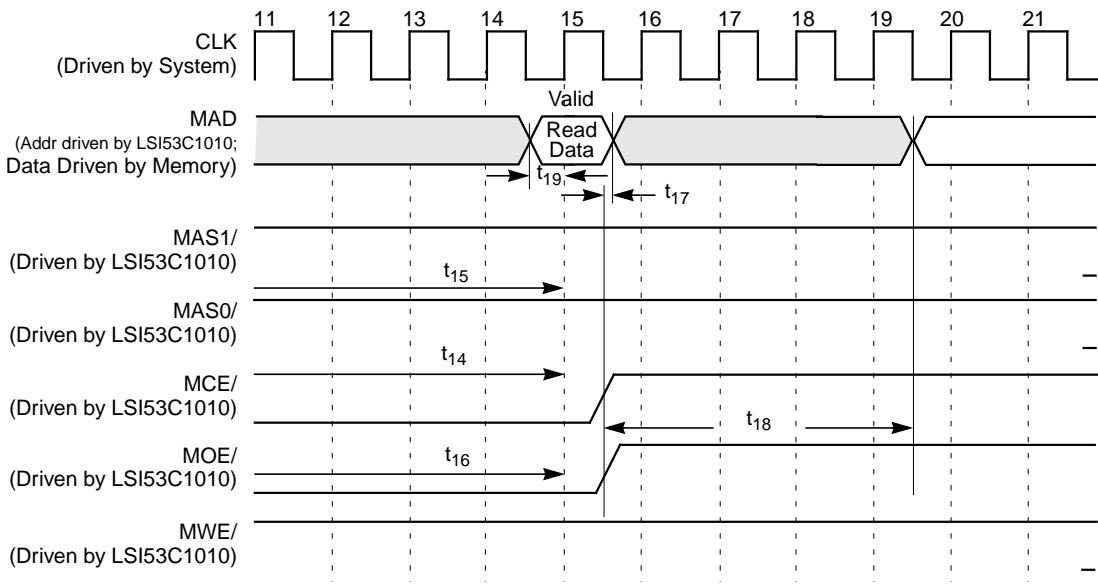 11 12 13 14 15 16 17 18 19 20 21
CLK
(Driven by System)
Valid
MAD
(Addr driven by LSI53C1010;
Data Driven by Memory)
Read
Data
t19
t17
MAS1/
(Driven by LSI53C1010)
t15
MAS0/
(Driven by LSI53C1010)
t14
MCE/
(Driven by LSI53C1010)
t18
MOE/
(Driven by LSI53C1010)
t16
MWE/
(Driven by LSI53C1010)